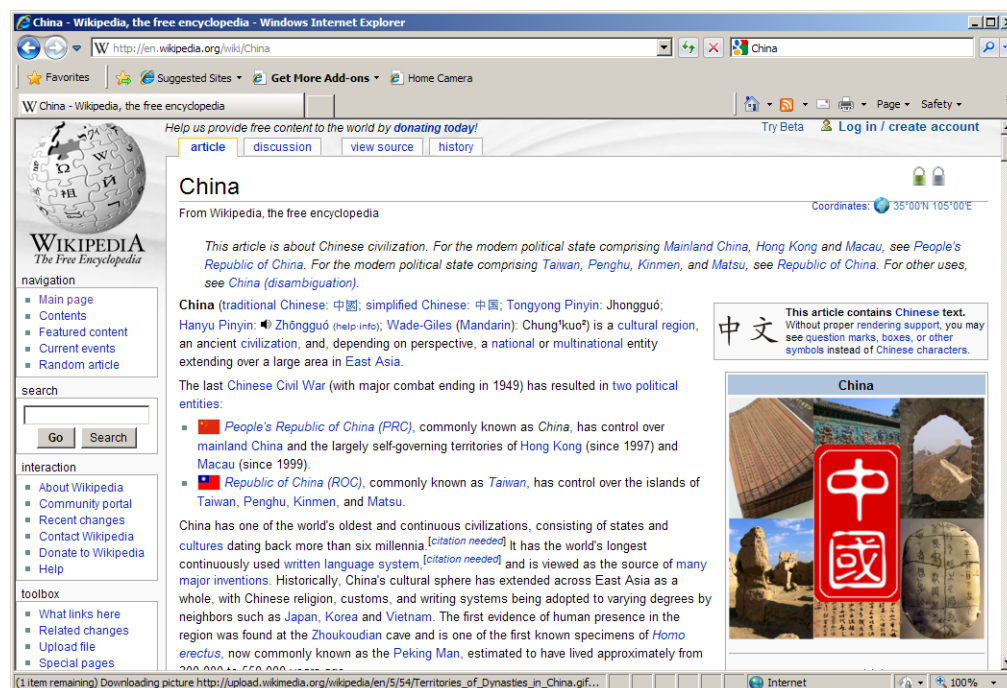 China - Wikipedia, the free encyclopedia - Windows Internet Explorer
http://en.wikipedia.org/wiki/China
China
Favorites
Suggested Sites
Get More Add-ons
Home Camera
China - Wikipedia, the free encyclopedia
Page
Safety
Help us provide free content to the world by donating today!
Try Beta
Log in / create account
article
discussion
view source
history
WIKIPEDIA
The Free Encyclopedia
China
From Wikipedia, the free encyclopedia
Coordinates: 35°00′N 105°00′E
This article is about Chinese civilization. For the modern political state comprising Mainland China, Hong Kong and Macau, see People's
Republic of China. For the modern political state comprising Taiwan, Penghu, Kinmen, and Matsu, see Republic of China. For other uses,
see China (disambiguation).
China (traditional Chinese: 中國; simplified Chinese: 中国; Tongyong Pinyin: Jhongguó;
Hanyu Pinyin: Zhōngguó (help·info); Wade-Giles (Mandarin): Chung¹kuo²) is a cultural region,
an ancient civilization, and, depending on perspective, a national or multinational entity
extending over a large area in East Asia.
The last Chinese Civil War (with major combat ending in 1949) has resulted in two political
entities:
People's Republic of China (PRC), commonly known as China, has control over
mainland China and the largely self-governing territories of Hong Kong (since 1997) and
Macau (since 1999).
Republic of China (ROC), commonly known as Taiwan, has control over the islands of
Taiwan, Penghu, Kinmen, and Matsu.
China has one of the world's oldest and continuous civilizations, consisting of states and
cultures dating back more than six millennia.[citation needed] It has the world's longest
continuously used written language system,[citation needed] and is viewed as the source of many
major inventions. Historically, China's cultural sphere has extended across East Asia as a
whole, with Chinese religion, customs, and writing systems being adopted to varying degrees by
neighbors such as Japan, Korea and Vietnam. The first evidence of human presence in the
region was found at the Zhoukoudian cave and is one of the first known specimens of Homo
erectus, now commonly known as the Peking Man, estimated to have lived approximately from
300,000 to 550,000 years ago
中文
This article contains Chinese text.
Without proper rendering support, you may
see question marks, boxes, or other
symbols instead of Chinese characters.
China
中國
navigation
Main page
Contents
Featured content
Current events
Random article
search
Go
Search
interaction
About Wikipedia
Community portal
Recent changes
Contact Wikipedia
Donate to Wikipedia
Help
toolbox
What links here
Related changes
Upload file
Special pages
(1 item remaining) Downloading picture http://upload.wikimedia.org/wikipedia/en/5/54/Territories_of_Dynasties_in_China.gif...
Internet
100%